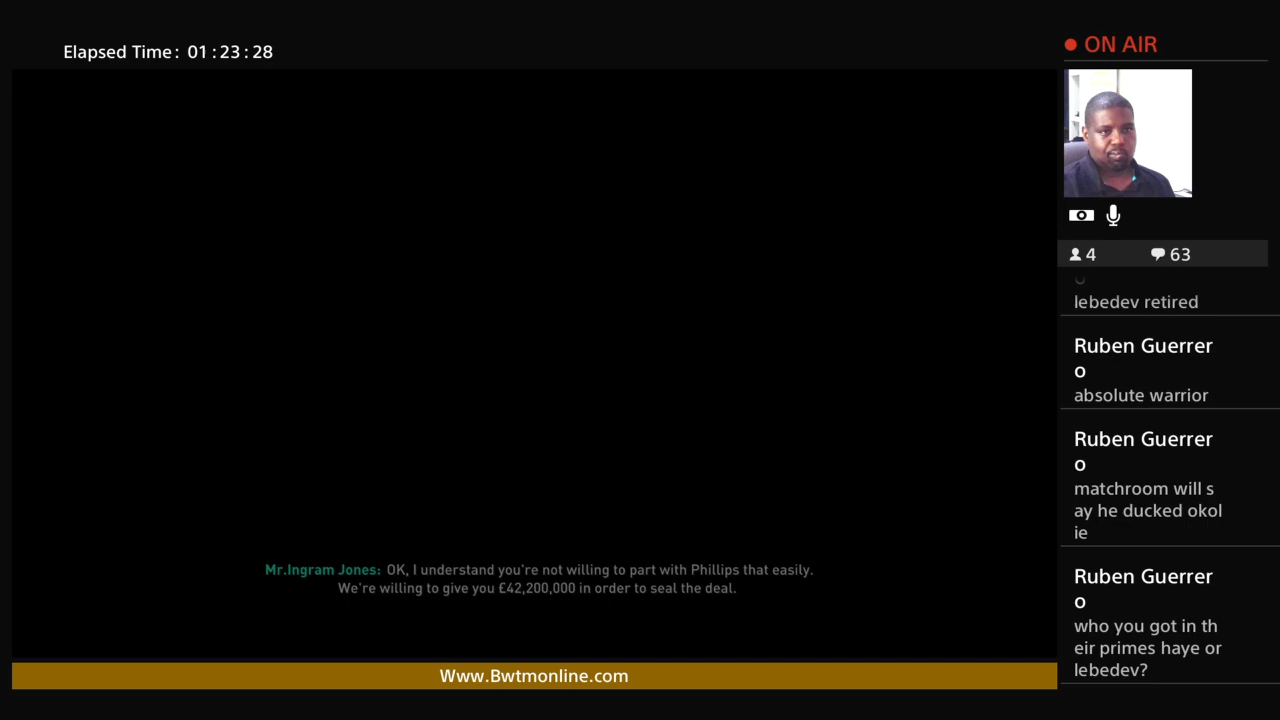 Elapsed Time: 01:23:28
ON AIR
4
63
lebedev retired
Ruben Guerrer
o
absolute warrior
Ruben Guerrer
o
matchroom will s
ay he ducked okol
ie
Ruben Guerrer
o
who you got in th
eir primes haye or
lebedev?
Mr.Ingram Jones: OK, I understand you're not willing to part with Phillips that easily.
We're willing to give you £42,200,000 in order to seal the deal.
Www.Bwtmonline.com